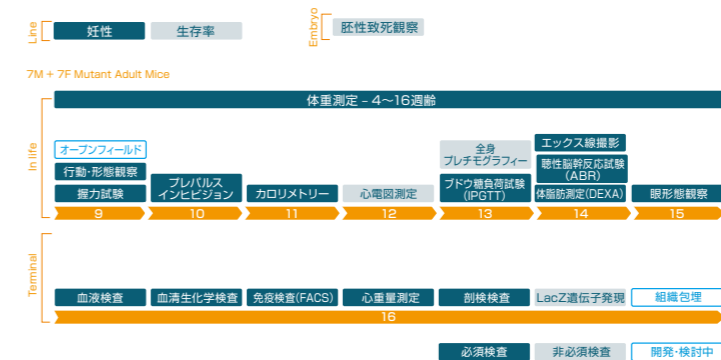 Line
妊性
生存率
Embryo
胚性致死観察
7M + 7F Mutant Adult Mice
体重測定 – 4～16週齢
In life
オープンフィールド
行動・形態観察
握力試験
プレパルス
インヒビジョン
カロリメトリー
心電図測定
全身
プレチモグラフィー
ブドウ糖負荷試験
(IPGTT)
エックス線撮影
聴性脳幹反応試験
(ABR)
体脂肪測定(DEXA)
眼形態観察
9
10
11
12
13
14
15
Terminal
血液検査
血清生化学検査
免疫検査(FACS)
心重量測定
剖検検査
LacZ遺伝子発現
組織包埋
16
必須検査
非必須検査
開発・検討中